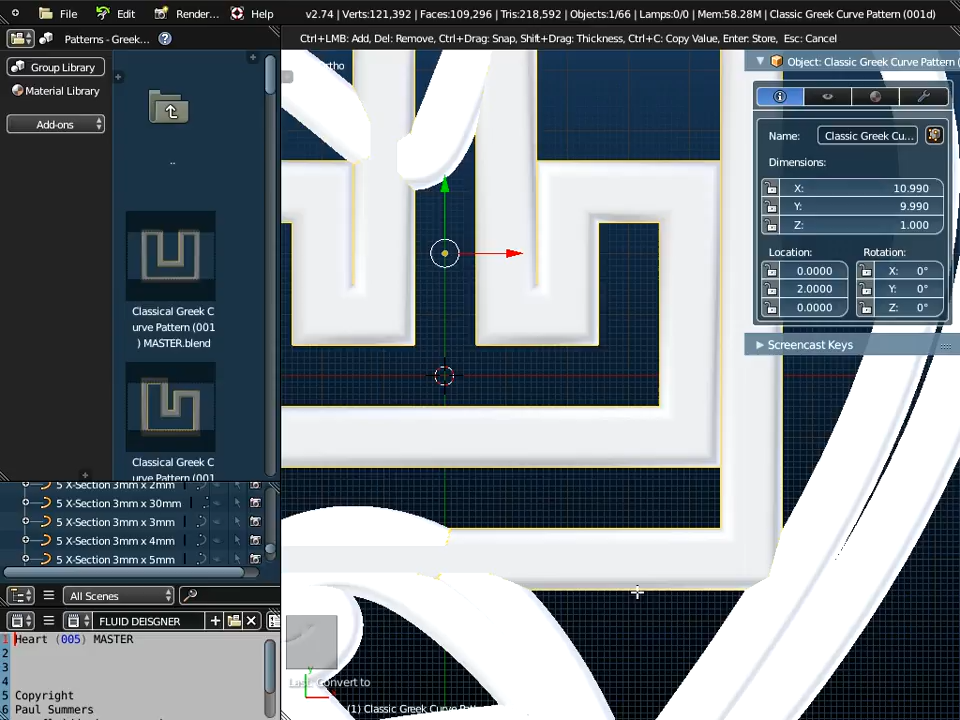 File Edit Render... Help v2.74 | Verts:121,392 | Faces:109,296 | Tris:218,592 | Objects:1/66 | Lamps:0/0 | Mem:58.28M | Classic Greek Curve Pattern (001d)
Patterns - Greek...
Ctrl+LMB: Add, Del: Remove, Ctrl+Drag: Snap, Shift+Drag: Thickness, Ctrl+C: Copy Value, Enter: Store, Esc: Cancel
Group Library
Material Library
Add-ons
..
Classical Greek C
urve Pattern (001
) MASTER.blend
Classical Greek C
urve Pattern (001
ortho
Object: Classic Greek Curve Pattern (
Name: Classic Greek Cu...
Dimensions:
X: 10.990
Y: 9.990
Z: 1.000
Location: Rotation:
0.0000 X: 0°
2.0000 Y: 0°
0.0000 Z: 0°
Screencast Keys
5 X-Section 3mm x 2mm
5 X-Section 3mm x 30mm
5 X-Section 3mm x 3mm
5 X-Section 3mm x 4mm
5 X-Section 3mm x 5mm
All Scenes
FLUID DEISGNER
1 Heart (005) MASTER
2
3
4
5 Copyright
6 Paul Summers
y
Last: Convert to
(1) Classic Greek Curve Patt